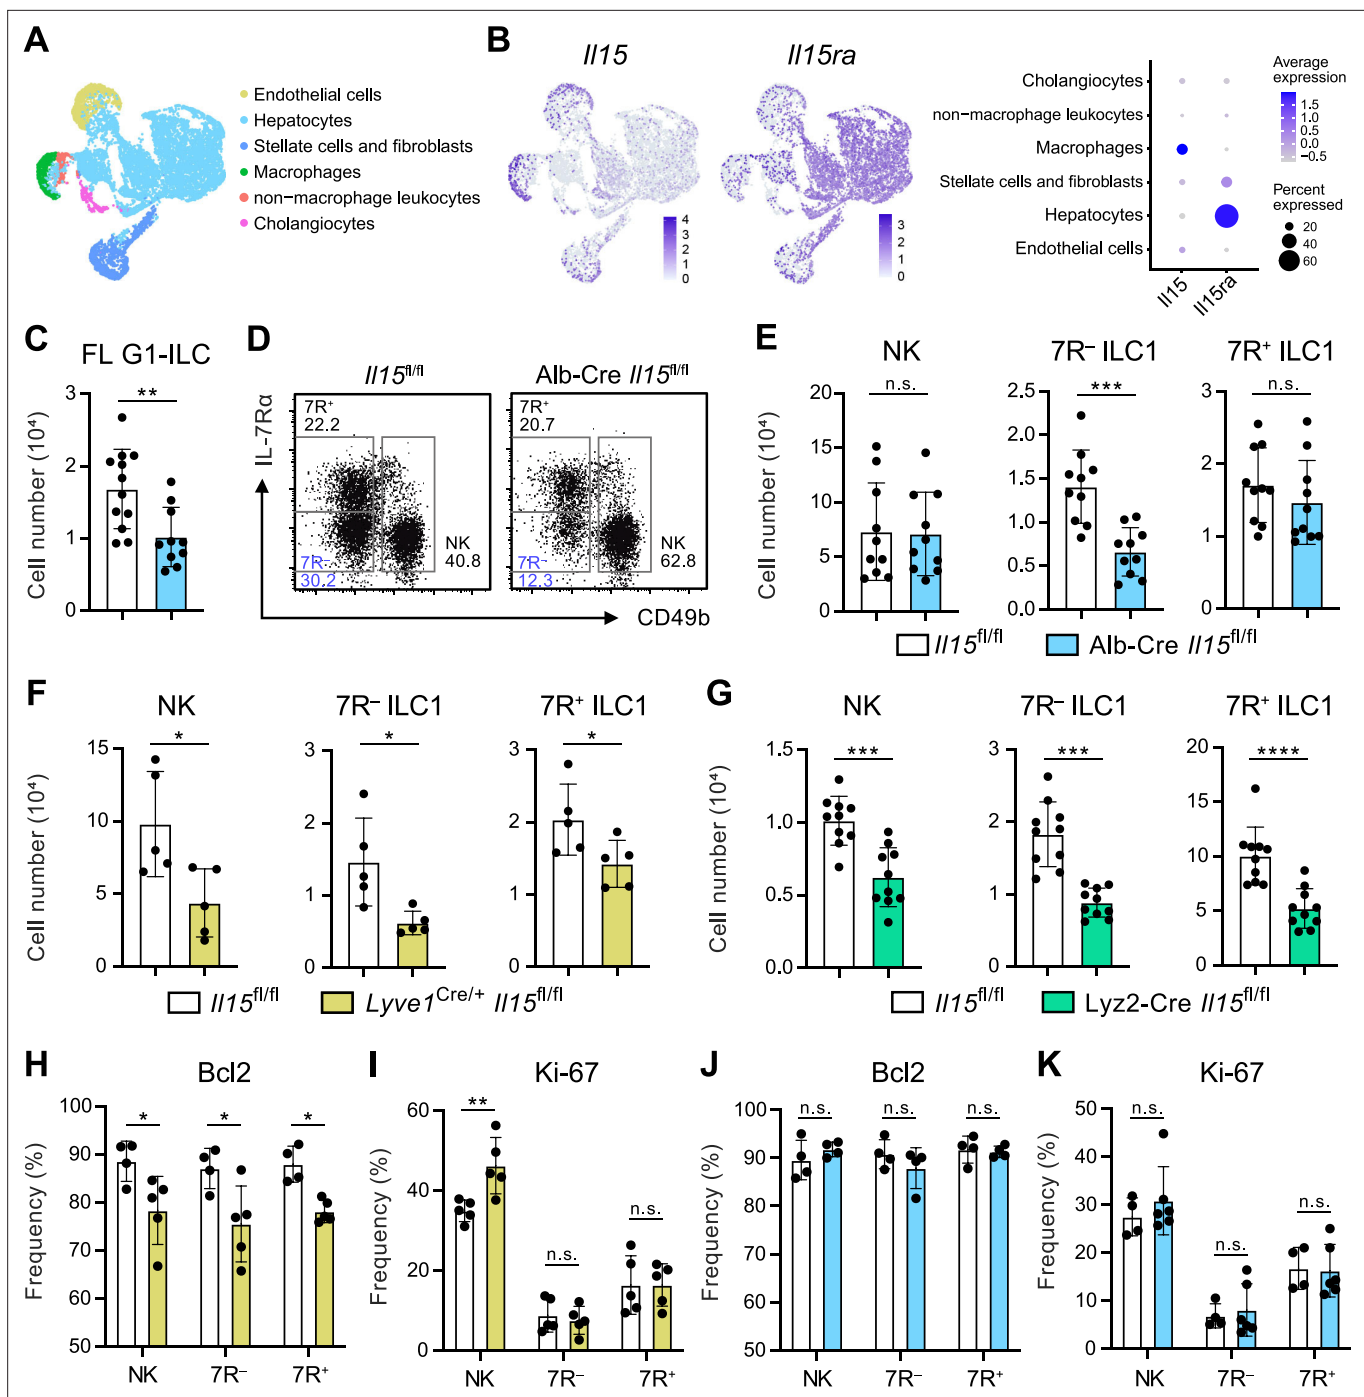 A
Endothelial cells
Hepatocytes
Stellate cells and fibroblasts
Macrophages
non-macrophage leukocytes
Cholangiocytes
B
Il15
Il15ra
4
3
2
1
0
3
2
1
0
Cholangiocytes
non-macrophage leukocytes
Macrophages
Stellate cells and fibroblasts
Hepatocytes
Endothelial cells
Il15
Il15ra
Average
expression
1.5
1.0
0.5
0.0
−0.5
Percent
expressed
20
40
60
C
FL G1-ILC
**
Cell number (10⁴)
3
2
1
0
D
Il15fl/fl
Alb-Cre Il15fl/fl
IL-7Rα
7R⁺
22.2
7R⁻
30.2
NK
40.8
7R⁺
20.7
7R⁻
12.3
NK
62.8
CD49b
E
NK
7R⁻ ILC1
7R⁺ ILC1
Cell number (10⁴)
n.s.
20
15
10
5
0
***
2.5
2.0
1.5
1.0
0.5
0.0
n.s.
3
2
1
0
Il15fl/fl
Alb-Cre Il15fl/fl
F
NK
7R⁻ ILC1
7R⁺ ILC1
Cell number (10⁴)
*
15
10
5
0
*
3
2
1
0
*
3
2
1
0
Il15fl/fl
Lyve1Cre/+ Il15fl/fl
G
NK
7R⁻ ILC1
7R⁺ ILC1
Cell number (10⁴)
***
1.5
1.0
0.5
0.0
***
3
2
1
0
****
20
15
10
5
0
Il15fl/fl
Lyz2-Cre Il15fl/fl
H
Bcl2
Frequency (%)
100
90
80
70
60
50
* * *
NK 7R⁻ 7R⁺
I
Ki-67
Frequency (%)
60
40
20
0
** n.s. n.s.
NK 7R⁻ 7R⁺
J
Bcl2
Frequency (%)
100
90
80
70
60
90
n.s. n.s. n.s.
NK 7R⁻ 7R⁺
K
Ki-67
Frequency (%)
50
40
30
20
10
0
n.s. n.s. n.s.
NK 7R⁻ 7R⁺